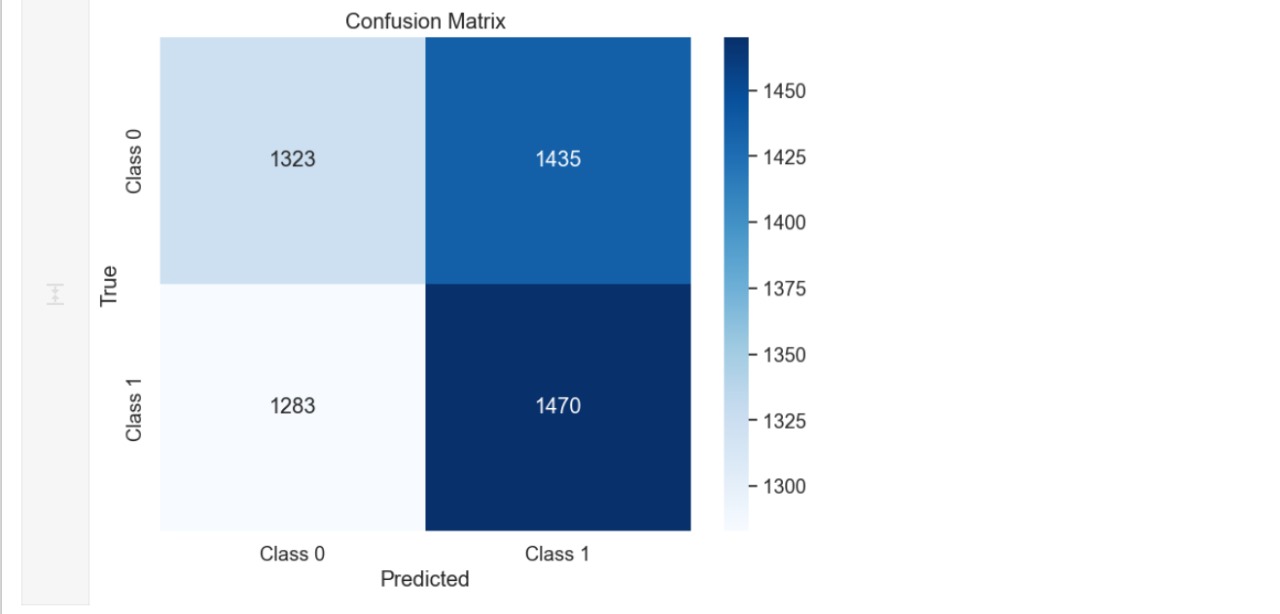 Confusion Matrix
Class 0
1323
1435
True
Class 1
1283
1470
Class 0
Class 1
Predicted
1450
1425
1400
1375
1350
1325
1300